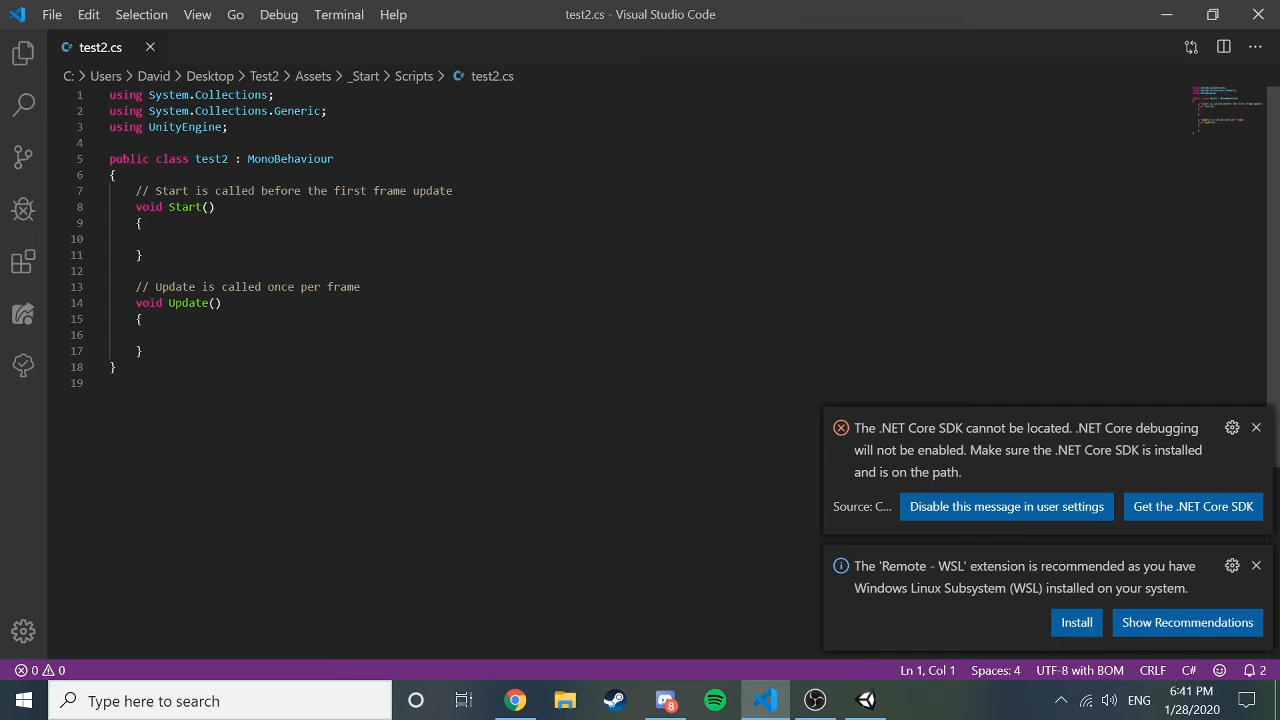 File Edit Selection View Go Debug Terminal Help
test2.cs - Visual Studio Code
test2.cs
C: > Users > David > Desktop > Test2 > Assets > _Start > Scripts > test2.cs
1 using System.Collections;
2 using System.Collections.Generic;
3 using UnityEngine;
4
5 public class test2 : MonoBehaviour
6 {
7 // Start is called before the first frame update
8 void Start()
9 {
10
11 }
12
13 // Update is called once per frame
14 void Update()
15 {
16
17 }
18 }
19
The .NET Core SDK cannot be located. .NET Core debugging
will not be enabled. Make sure the .NET Core SDK is installed
and is on the path.
Source: C... Disable this message in user settings Get the .NET Core SDK
The 'Remote - WSL' extension is recommended as you have
Windows Linux Subsystem (WSL) installed on your system.
Install Show Recommendations
0 0 Ln 1, Col 1 Spaces: 4 UTF-8 with BOM CRLF C# 2
Type here to search
8
ENG
6:41 PM
1/28/2020